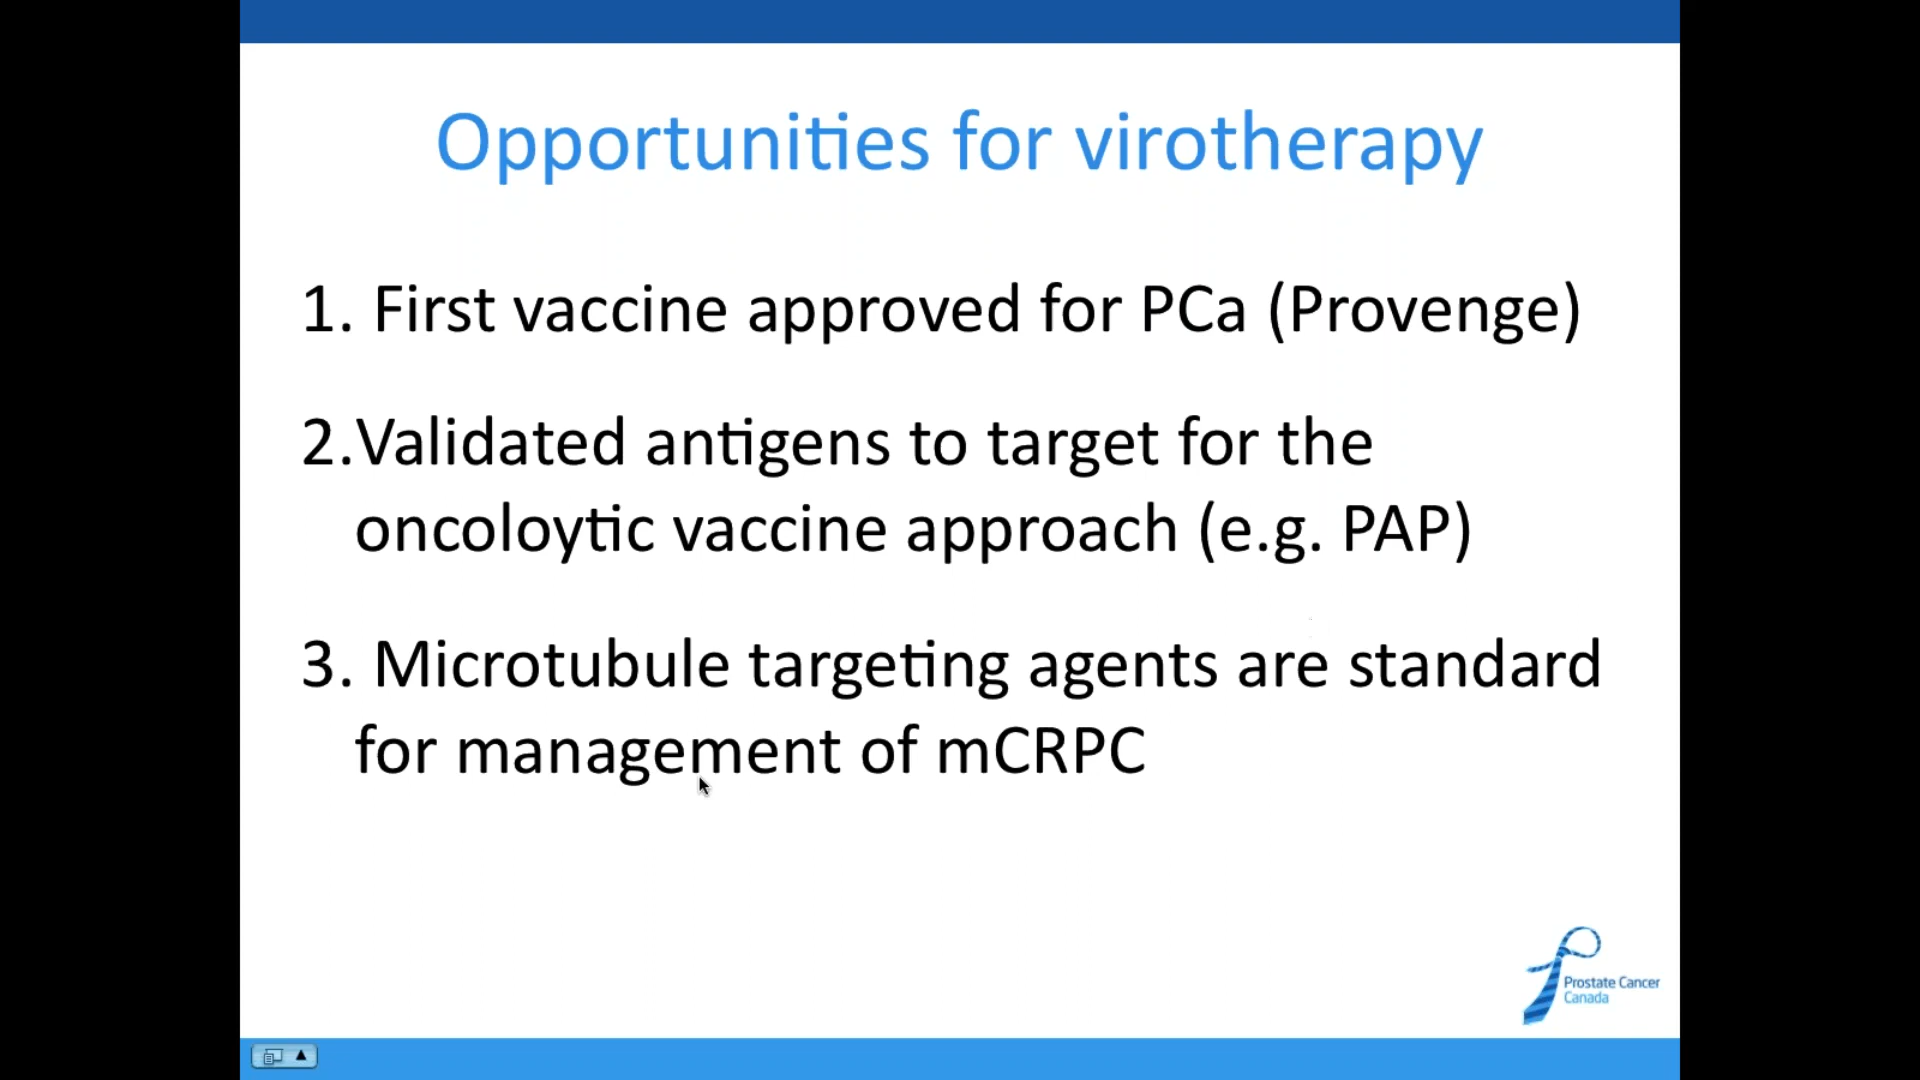 Opportunities for virotherapy
1. First vaccine approved for PCa (Provenge)
2.Validated antigens to target for the
oncoloytic vaccine approach (e.g. PAP)
3. Microtubule targeting agents are standard
for management of mCRPC
Prostate Cancer
Canada